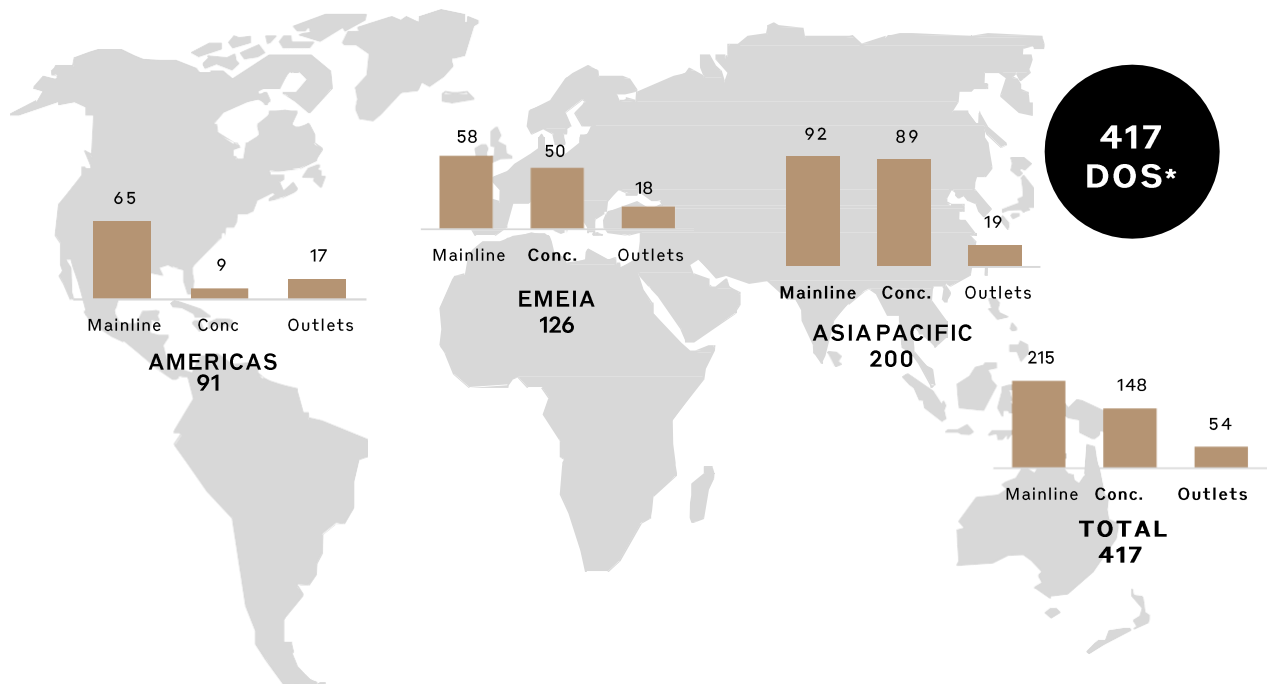 65
9
17
Mainline
Conc
Outlets
AMERICAS
91
58
50
18
Mainline
Conc.
Outlets
EMEIA
126
92
89
19
Mainline
Conc.
Outlets
ASIA PACIFIC
200
417
DOS*
215
148
54
Mainline
Conc.
Outlets
TOTAL
417